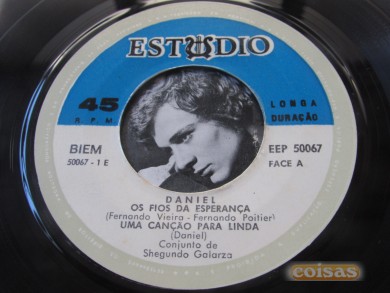 ESTÚDIO
45
R.P.M.
LONGA
DURAÇÃO
BIEM
50067 - 1 E
EEP 50067
FACE A
DANIEL
OS FIOS DA ESPERANÇA
(Fernando Vieira - Fernando Poitier)
UMA CANÇÃO PARA LINDA
(Daniel)
Conjunto de
Shegundo Galarza
coisas